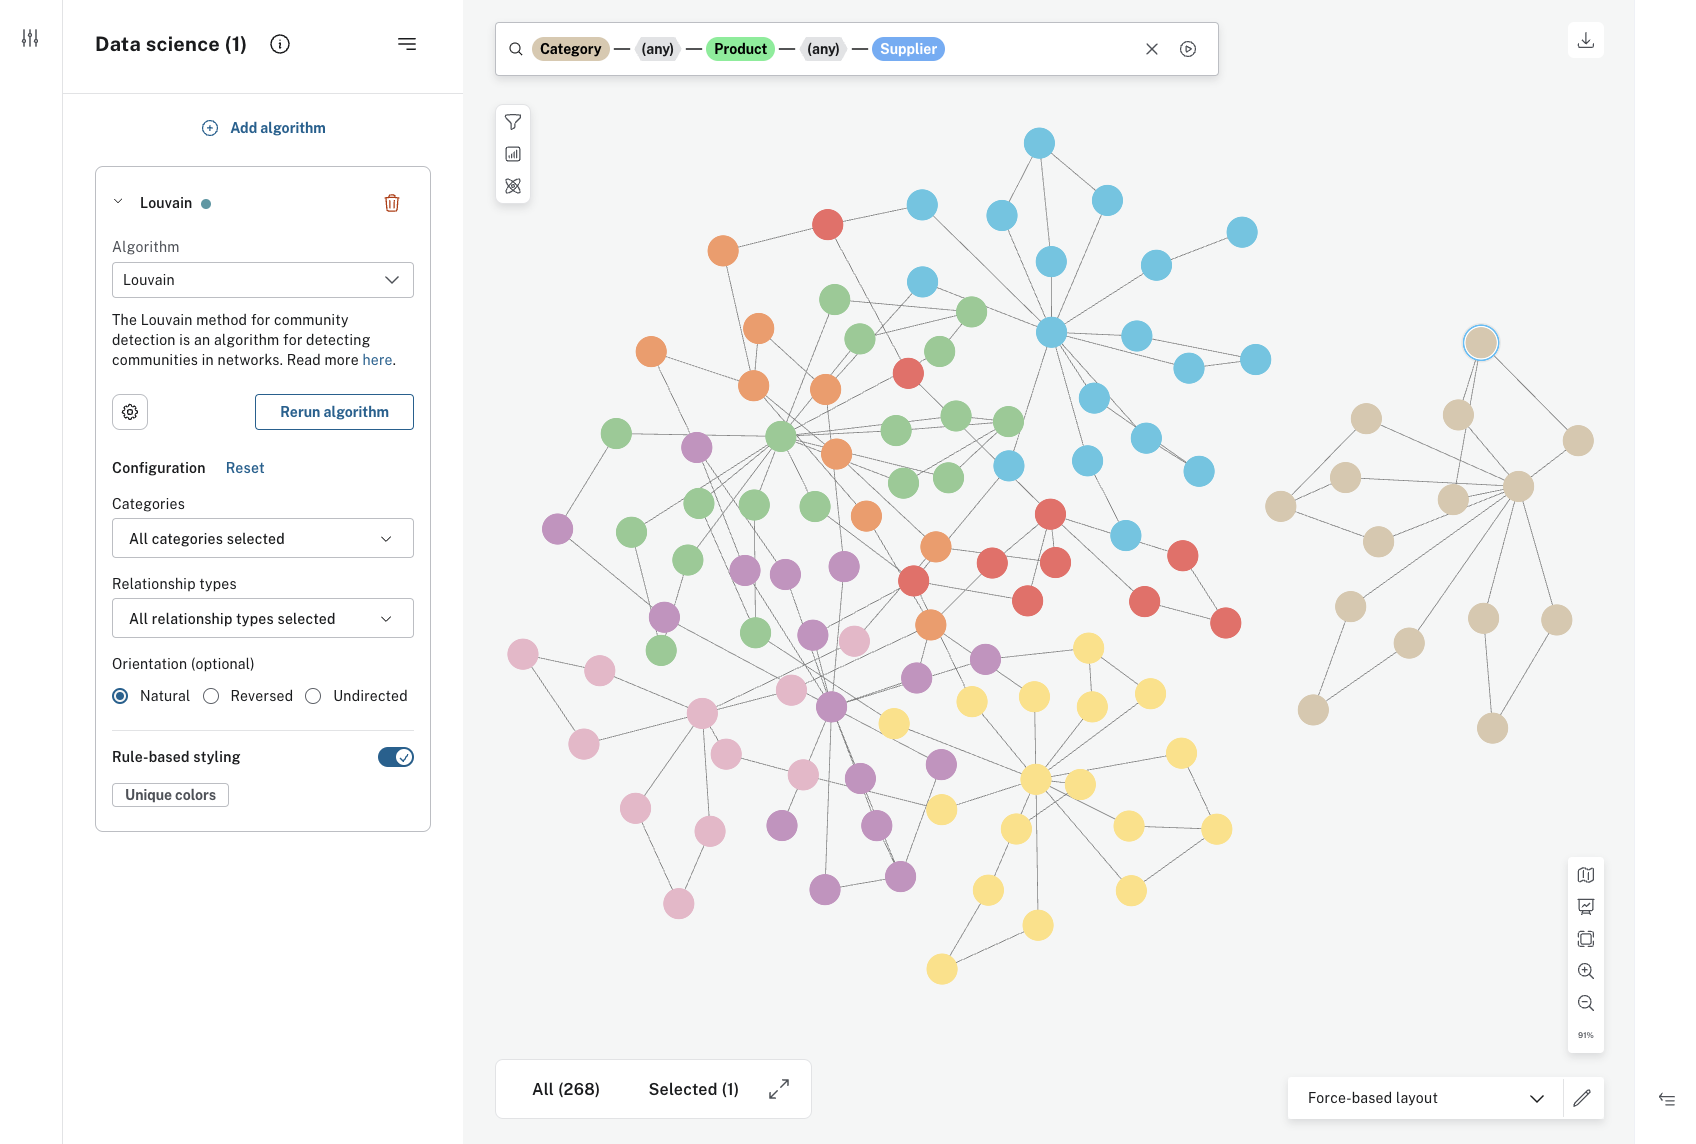 Data science (1)
Add algorithm
Louvain
Algorithm
Louvain
The Louvain method for community
detection is an algorithm for detecting
communities in networks. Read more here.
Rerun algorithm
Configuration Reset
Categories
All categories selected
Relationship types
All relationship types selected
Orientation (optional)
Natural Reversed Undirected
Rule-based styling
Unique colors
Category (any) Product (any) Supplier
91%
All (268) Selected (1)
Force-based layout